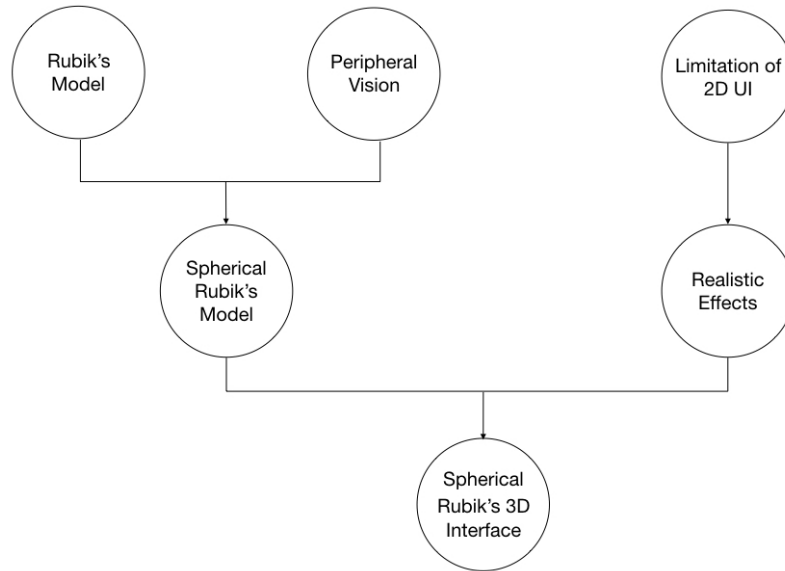 Rubik’s
Model
Peripheral
Vision
Limitation of
2D UI
Spherical
Rubik’s
Model
Realistic
Effects
Spherical
Rubik’s 3D
Interface